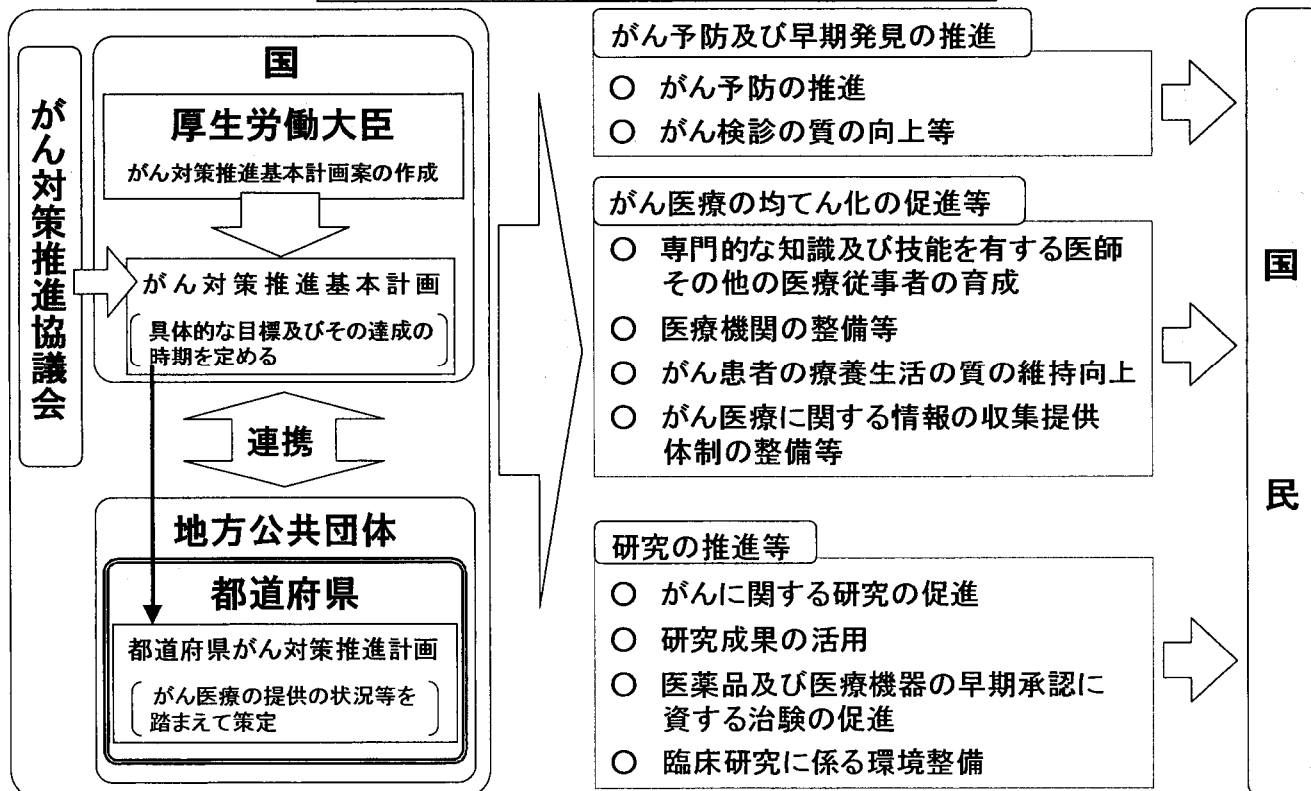 がん対策推進協議会
国
厚生労働大臣
がん対策推進基本計画案の作成
がん対策推進基本計画
具体的な目標及びその達成の
時期を定める
連携
地方公共団体
都道府県
都道府県がん対策推進計画
がん医療の提供の状況等を
踏まえて策定
がん予防及び早期発見の推進
○ がん予防の推進
○ がん検診の質の向上等
がん医療の均てん化の促進等
○ 専門的な知識及び技能を有する医師
その他の医療従事者の育成
○ 医療機関の整備等
○ がん患者の療養生活の質の維持向上
○ がん医療に関する情報の収集提供
体制の整備等
研究の推進等
○ がんに関する研究の促進
○ 研究成果の活用
○ 医薬品及び医療機器の早期承認に
資する治験の促進
○ 臨床研究に係る環境整備
国民